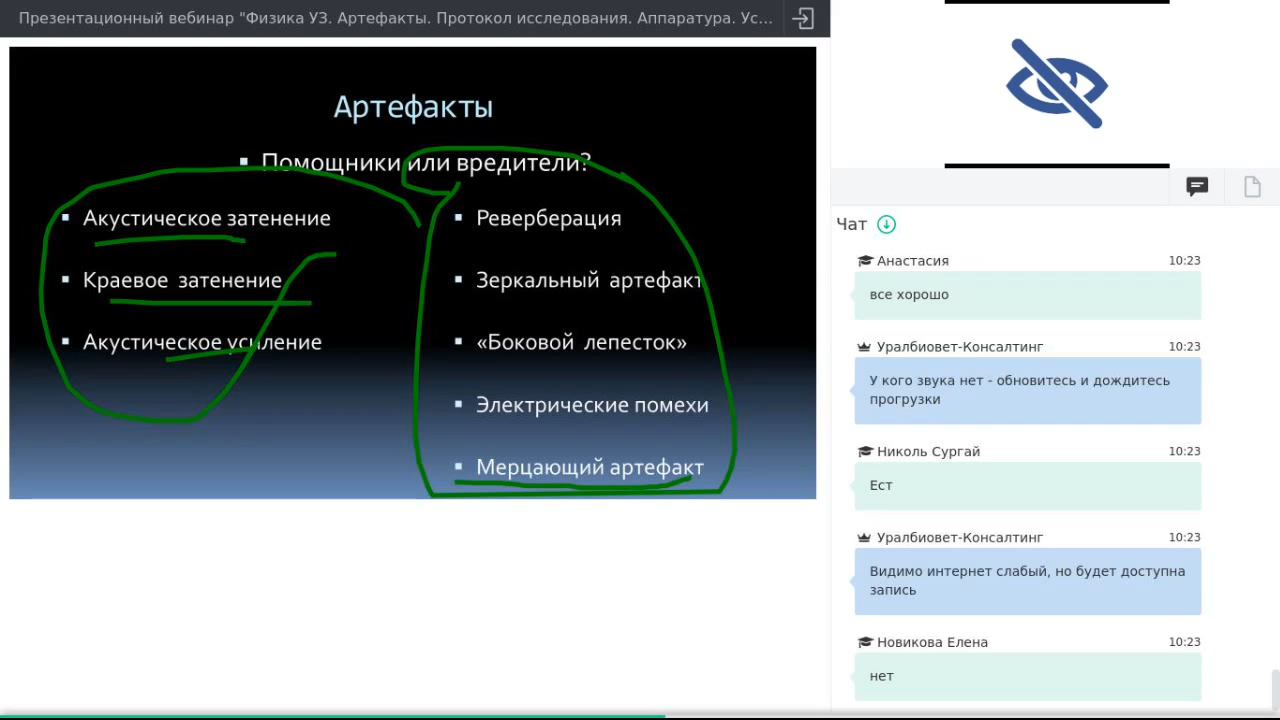 Презентационный вебинар "Физика УЗ. Артефакты. Протокол исследования. Аппаратура. Ус...
Артефакты
Помощники или вредители?
Акустическое затенение
Краевое затенение
Акустическое усиление
Реверберация
Зеркальный артефакт
«Боковой лепесток»
Электрические помехи
Мерцающий артефакт
Чат
Анастасия 10:23
все хорошо
Уралбиовет-Консалтинг 10:23
У кого звука нет - обновитесь и дождитесь
прогрузки
Николь Сургай 10:23
Ест
Уралбиовет-Консалтинг 10:23
Видимо интернет слабый, но будет доступна
запись
Новикова Елена 10:23
нет